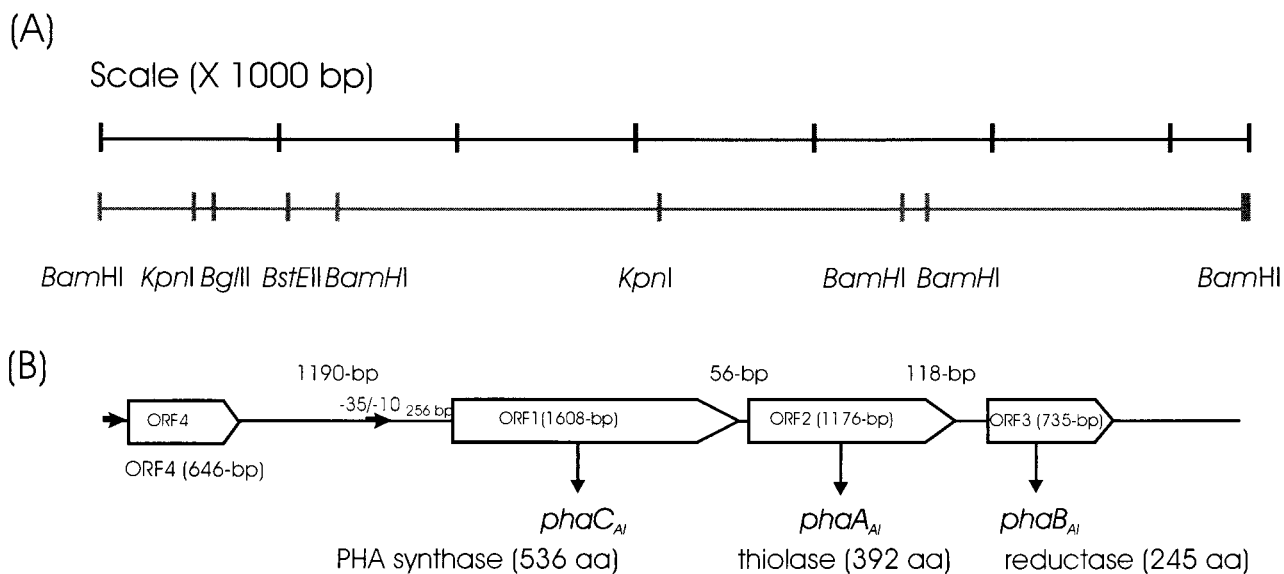 (A)
Scale (X 1000 bp)
BamHI KpnI BglII BstEII BamHI KpnI BamHI BamHI BamHI
(B)
1190-bp 56-bp 118-bp
-35/-10 256 bp
ORF4 ORF1(1608-bp) ORF2 (1176-bp) ORF3 (735-bp)
ORF4 (646-bp)
phaC_Al phaA_Al phaB_Al
PHA synthase (536 aa) thiolase (392 aa) reductase (245 aa)